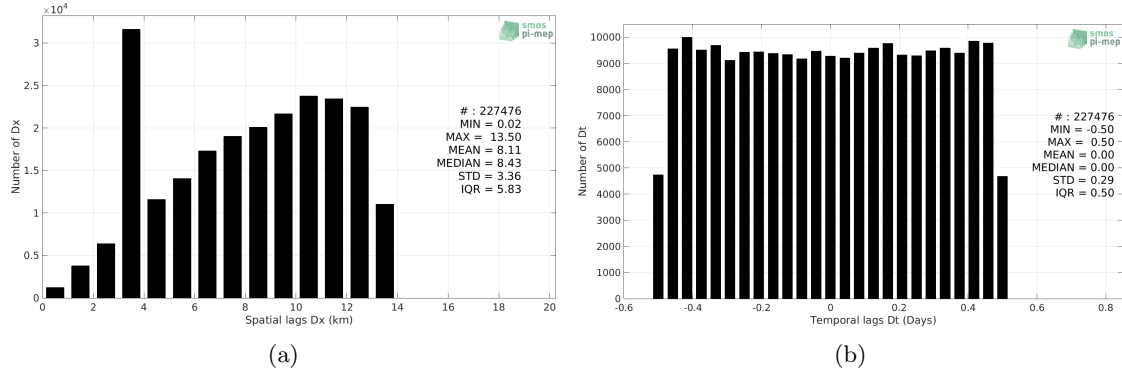 ×10⁴
3
2.5
2
1.5
1
0.5
0
0 2 4 6 8 10 12 14 16 18 20
Number of Dx
Spatial lags Dx (km)
smos
pi-mep
# : 227476
MIN = 0.02
MAX = 13.50
MEAN = 8.11
MEDIAN = 8.43
STD = 3.36
IQR = 5.83
(a)
10000
9000
8000
7000
6000
5000
4000
3000
2000
1000
0
-0.6 -0.4 -0.2 0 0.2 0.4 0.6 0.8
Number of Dt
Temporal lags Dt (Days)
smos
pi-mep
# : 227476
MIN = -0.50
MAX = 0.50
MEAN = 0.00
MEDIAN = 0.00
STD = 0.29
IQR = 0.50
(b)